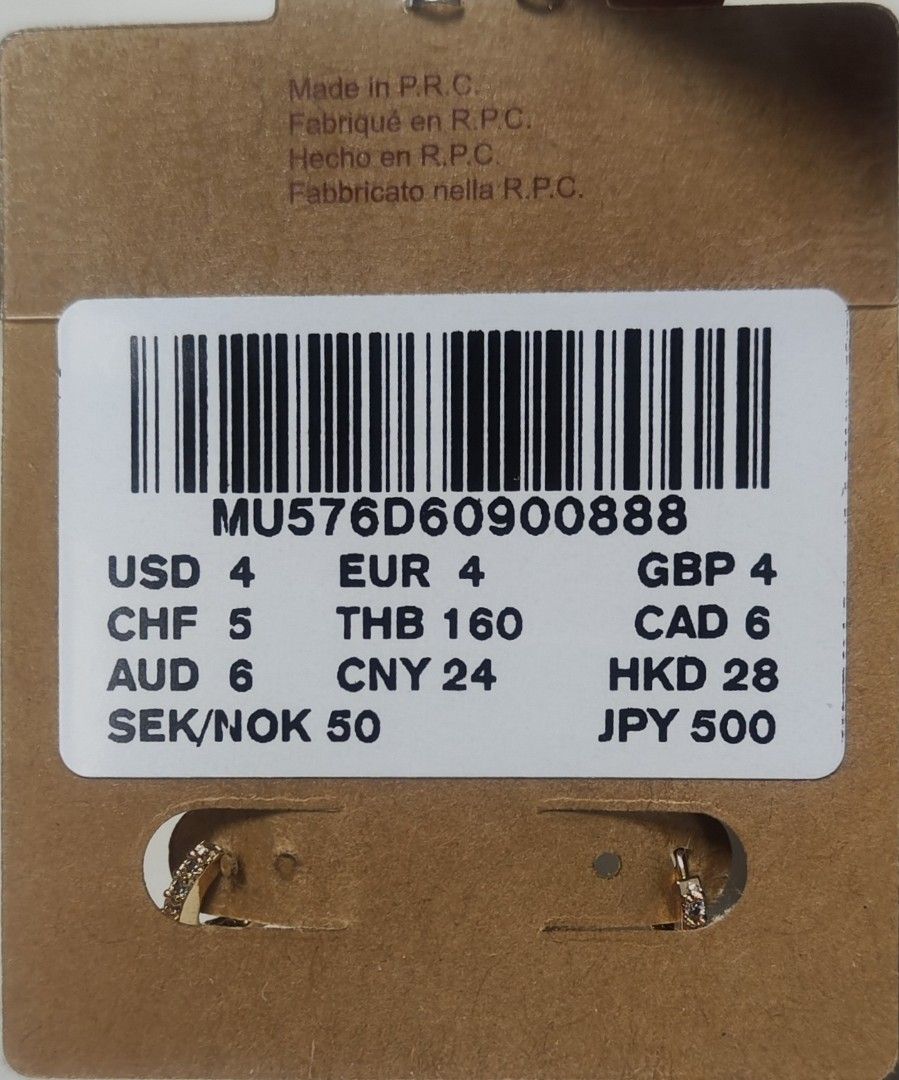 Made in P.R.C.
Fabriqué en R.P.C.
Hecho en R.P.C.
Fabbricato nella R.P.C.
MU576D60900888
USD 4 EUR 4 GBP 4
CHF 5 THB 160 CAD 6
AUD 6 CNY 24 HKD 28
SEK/NOK 50 JPY 500